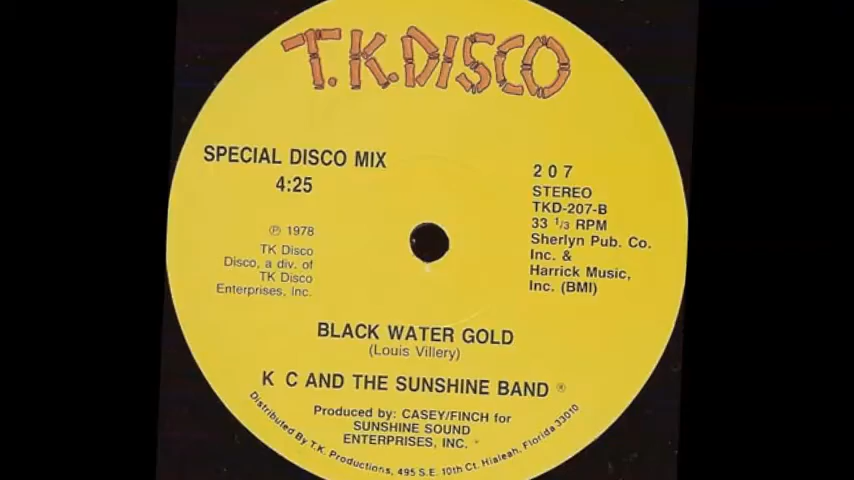 T.K.DISCO
SPECIAL DISCO MIX
4:25
℗ 1978
TK Disco
Disco, a div. of
TK Disco
Enterprises, Inc.
207
STEREO
TKD-207-B
33 1/3 RPM
Sherlyn Pub. Co.
Inc. &
Harrick Music,
Inc. (BMI)
BLACK WATER GOLD
(Louis Villery)
K C AND THE SUNSHINE BAND ®
Produced by: CASEY/FINCH for
SUNSHINE SOUND
ENTERPRISES, INC.
Distributed By T.K. Productions, 495 S.E. 10th Ct. Hialeah, Florida 33010